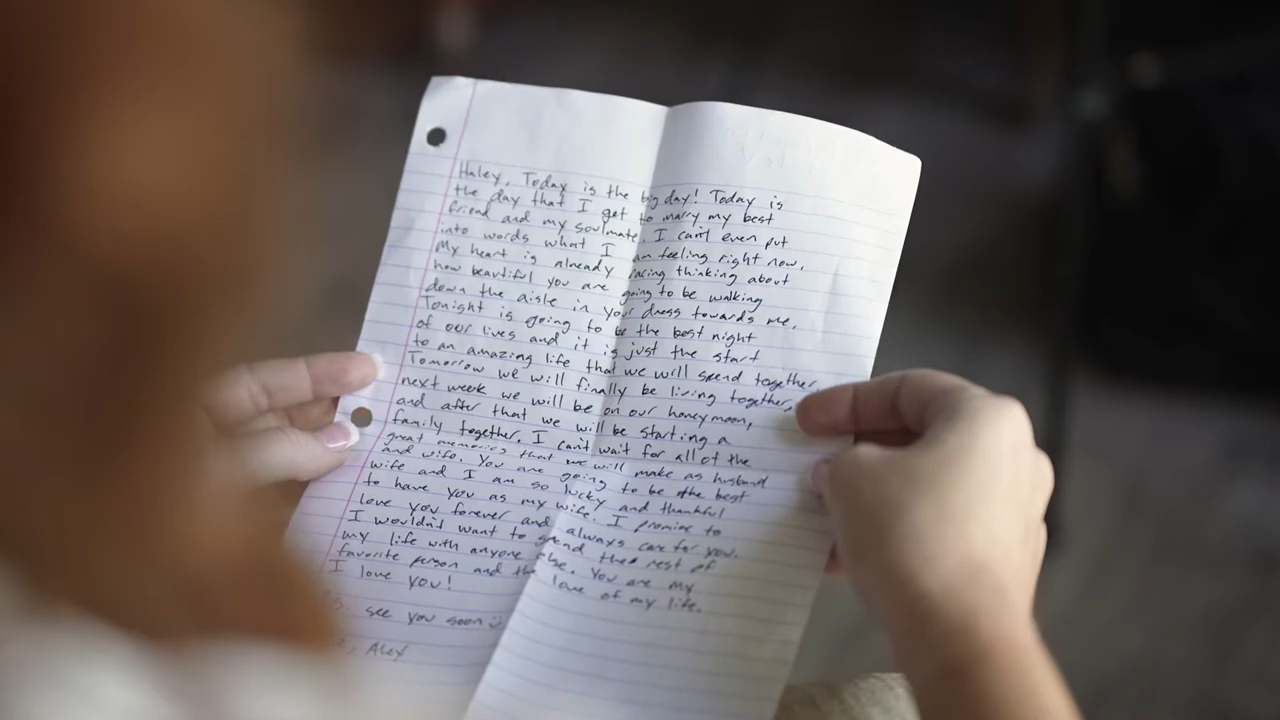 Haley, Today is the big day! Today is
the day that I get to marry my best
friend and my soulmate. I can't even put
into words what I am feeling right now.
My heart is already racing thinking about
how beautiful you are going to be walking
down the aisle in your dress towards me.
Tonight is going to be the best night
of our lives and it is just the start
to an amazing life that we will spend together.
Tomorrow we will finally be living together,
next week we will be on our honeymoon,
and after that we will be starting a
family together. I can't wait for all of the
great memories that we will make as husband
and wife. You are going to be the best
wife and I am so lucky and thankful
to have you as my wife. I promise to
love you forever and always care for you.
I wouldn't want to spend the rest of
my life with anyone else. You are my
favorite person and the love of my life.
I love you!
see you soon :)
Alex